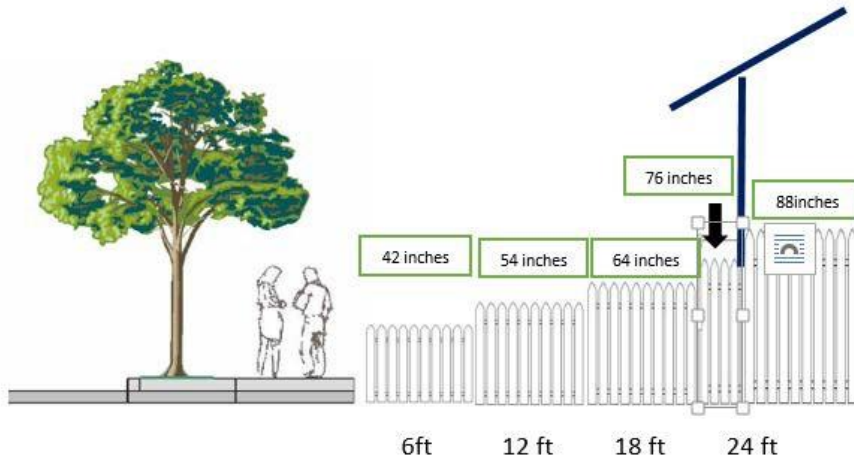 76 inches
88inches
42 inches
54 inches
64 inches
6ft
12 ft
18 ft
24 ft